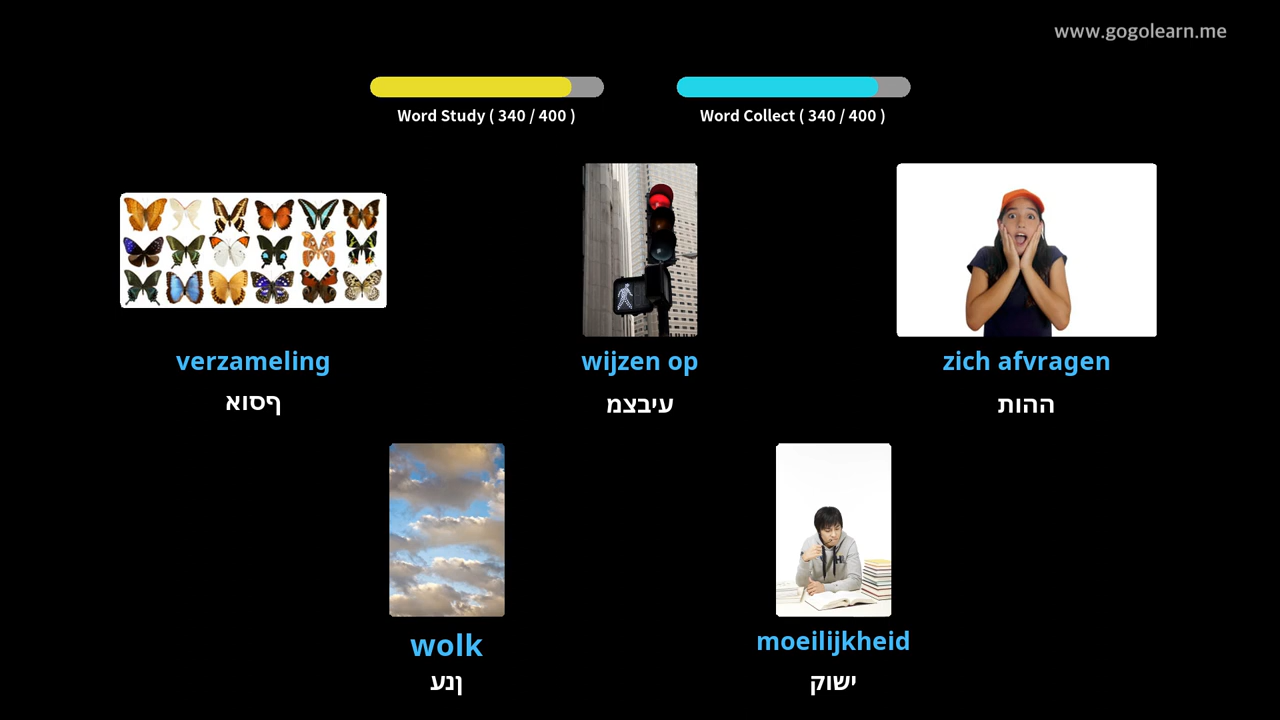 www.gogolearn.me
Word Study ( 340 / 400 )
Word Collect ( 340 / 400 )
verzameling
wijzen op
zich afvragen
ףסוא
עיבצמ
ההות
wolk
moeilijkheid
ןנע
ישוק